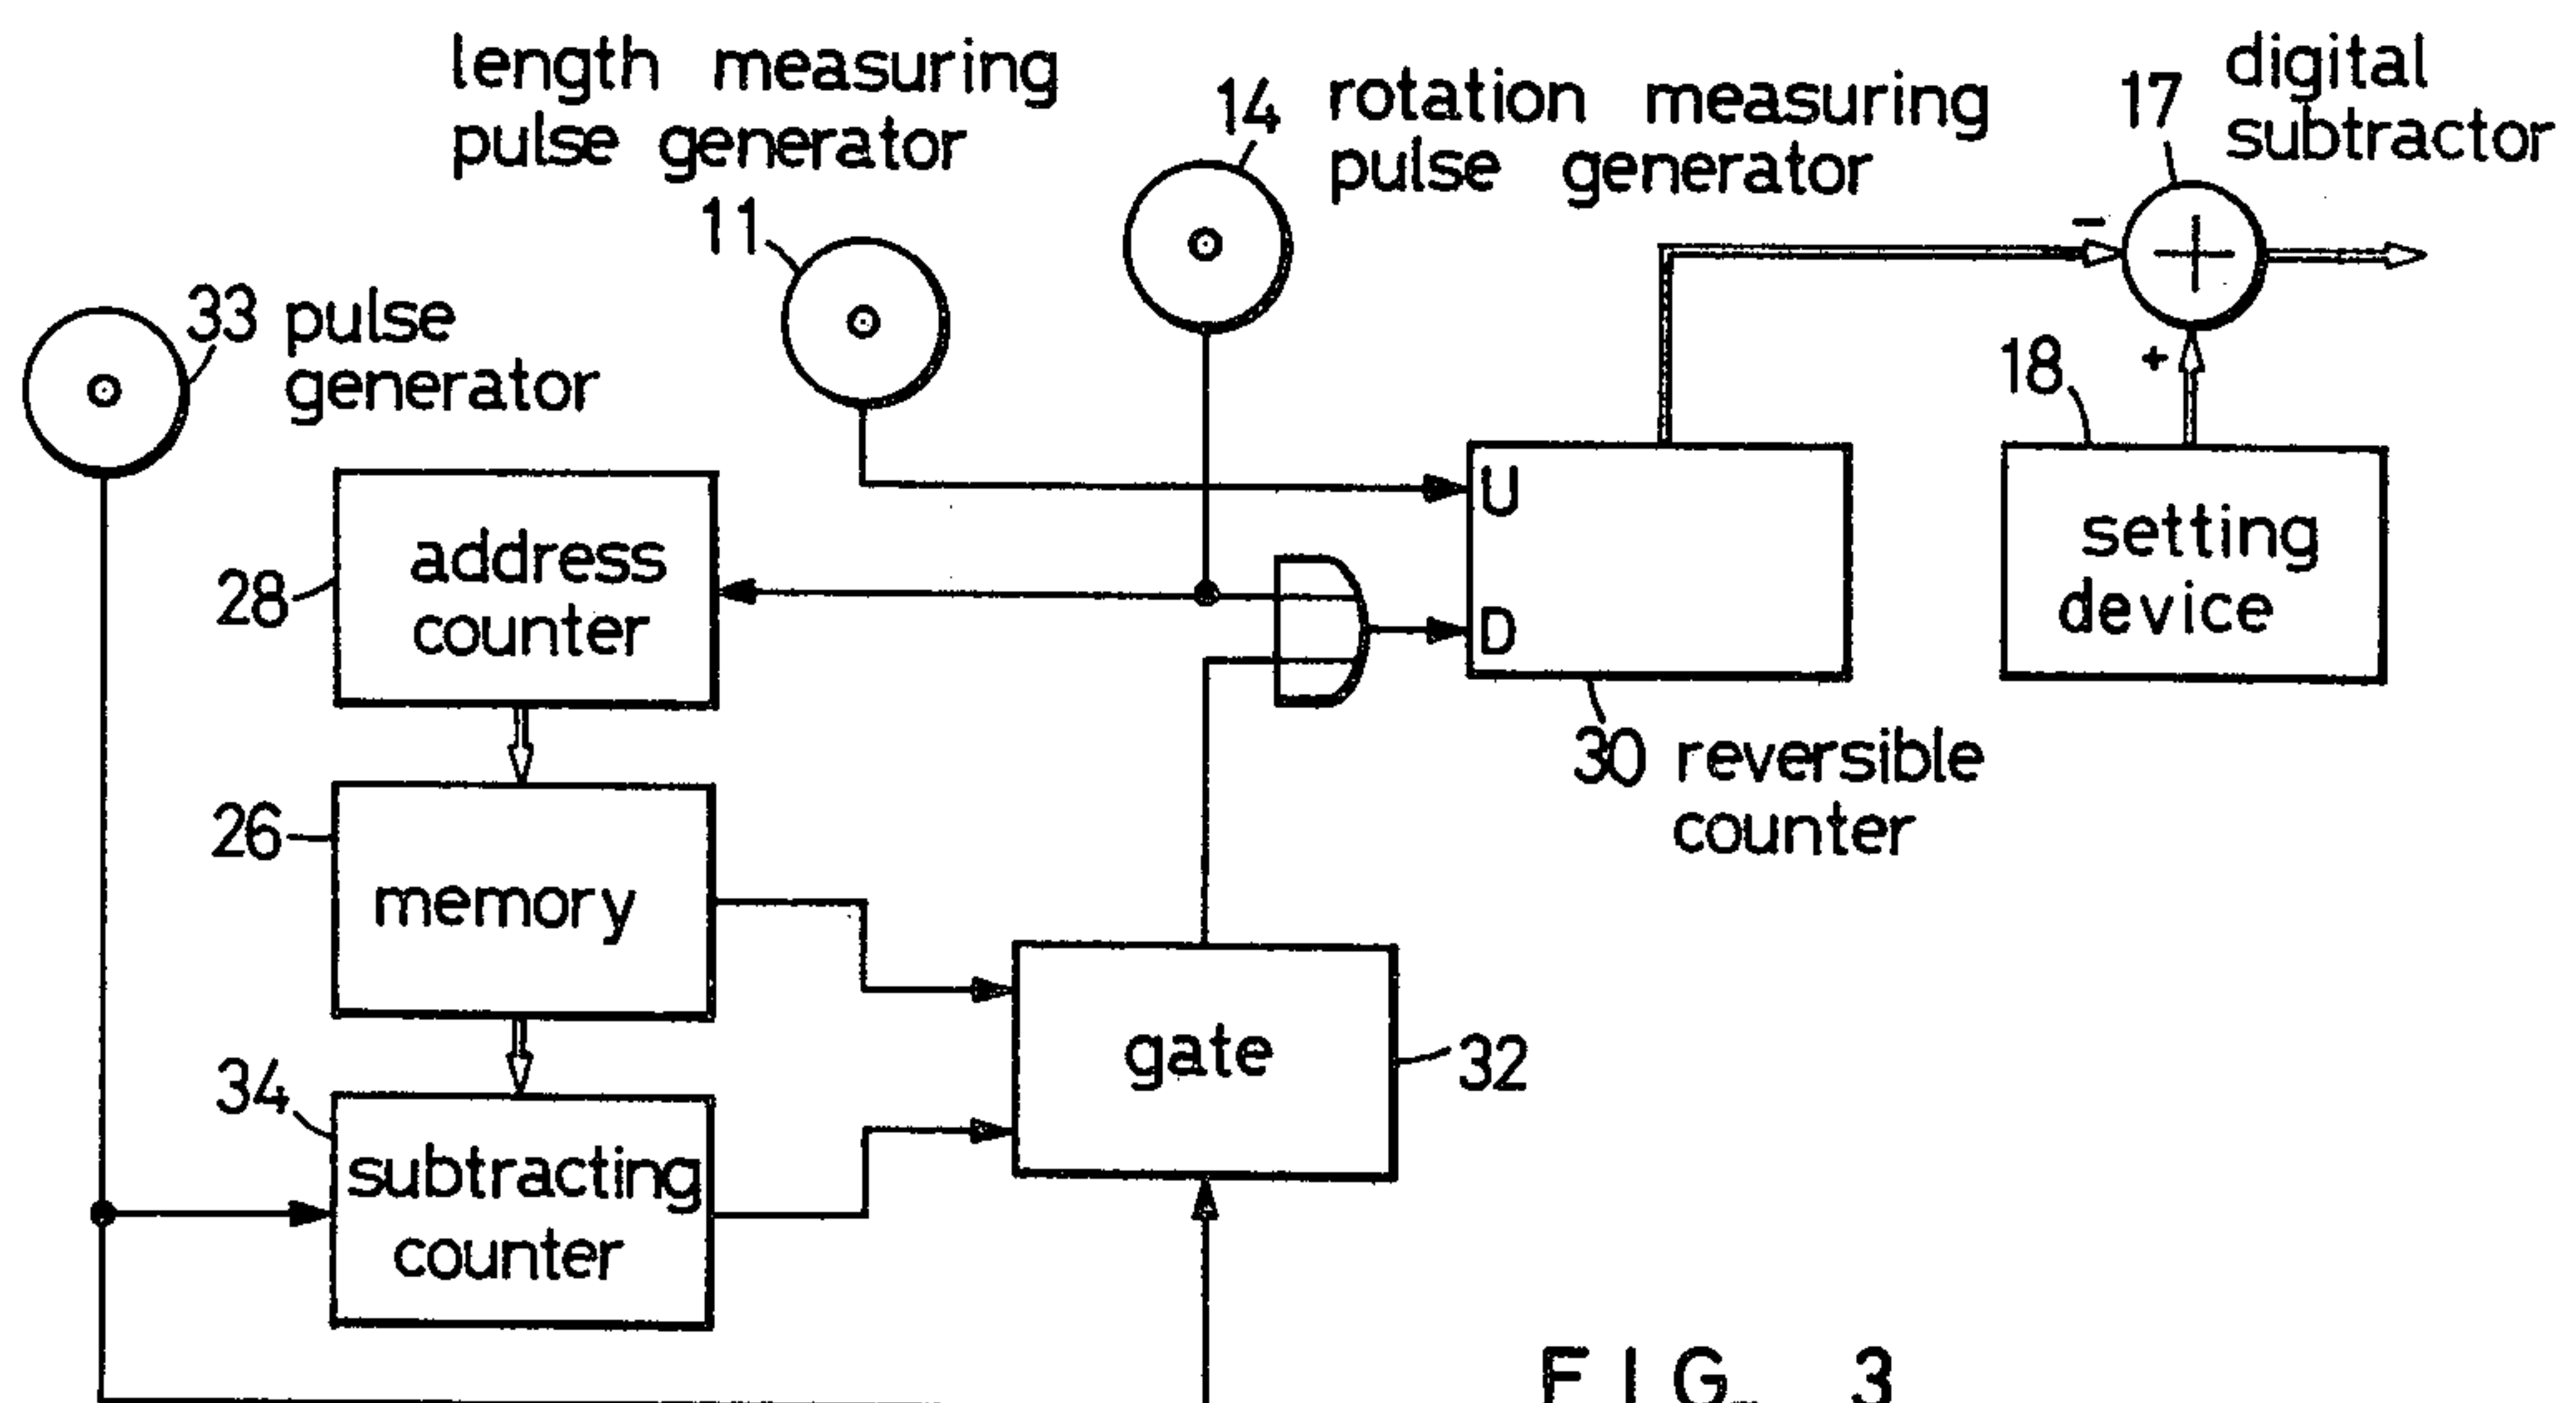 length measuring
pulse generator
11
14 rotation measuring
pulse generator
17 digital
subtractor
33 pulse
generator
−
+
18
U
D
setting
device
28
address
counter
30 reversible
counter
26
memory
34
subtracting
counter
gate
32
FIG. 3